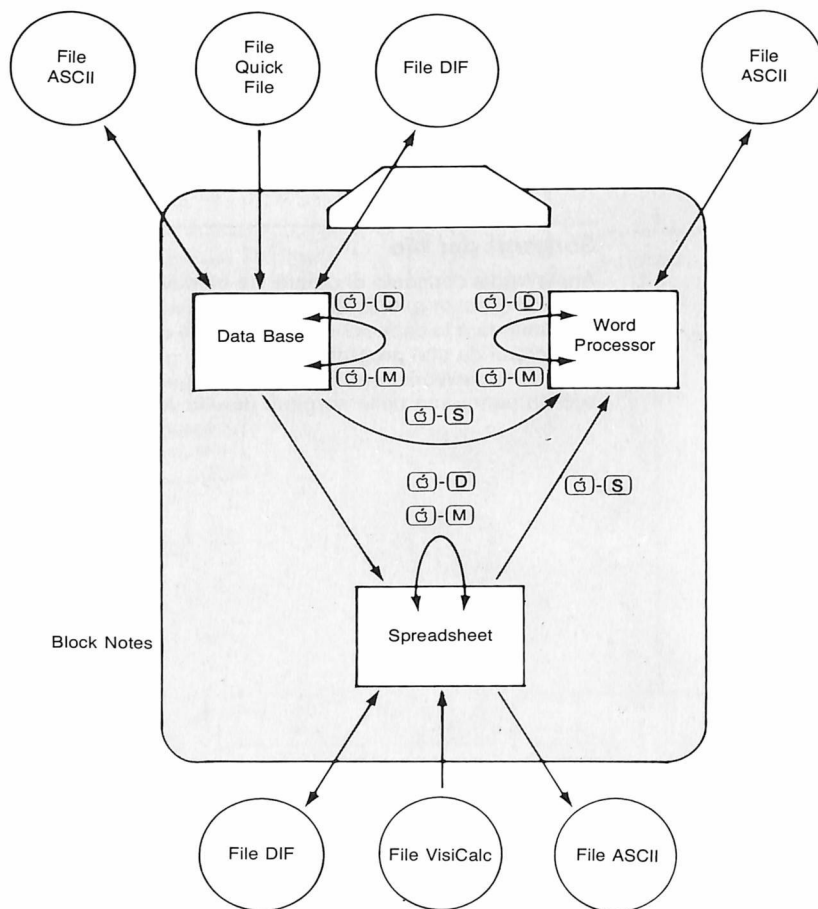 File
ASCII
File
Quick
File
File DIF
File
ASCII
-D
-D
Data Base
Word
Processor
-M
-M
-S
-D
-S
-M
Block Notes
Spreadsheet
File DIF
File VisiCalc
File ASCII